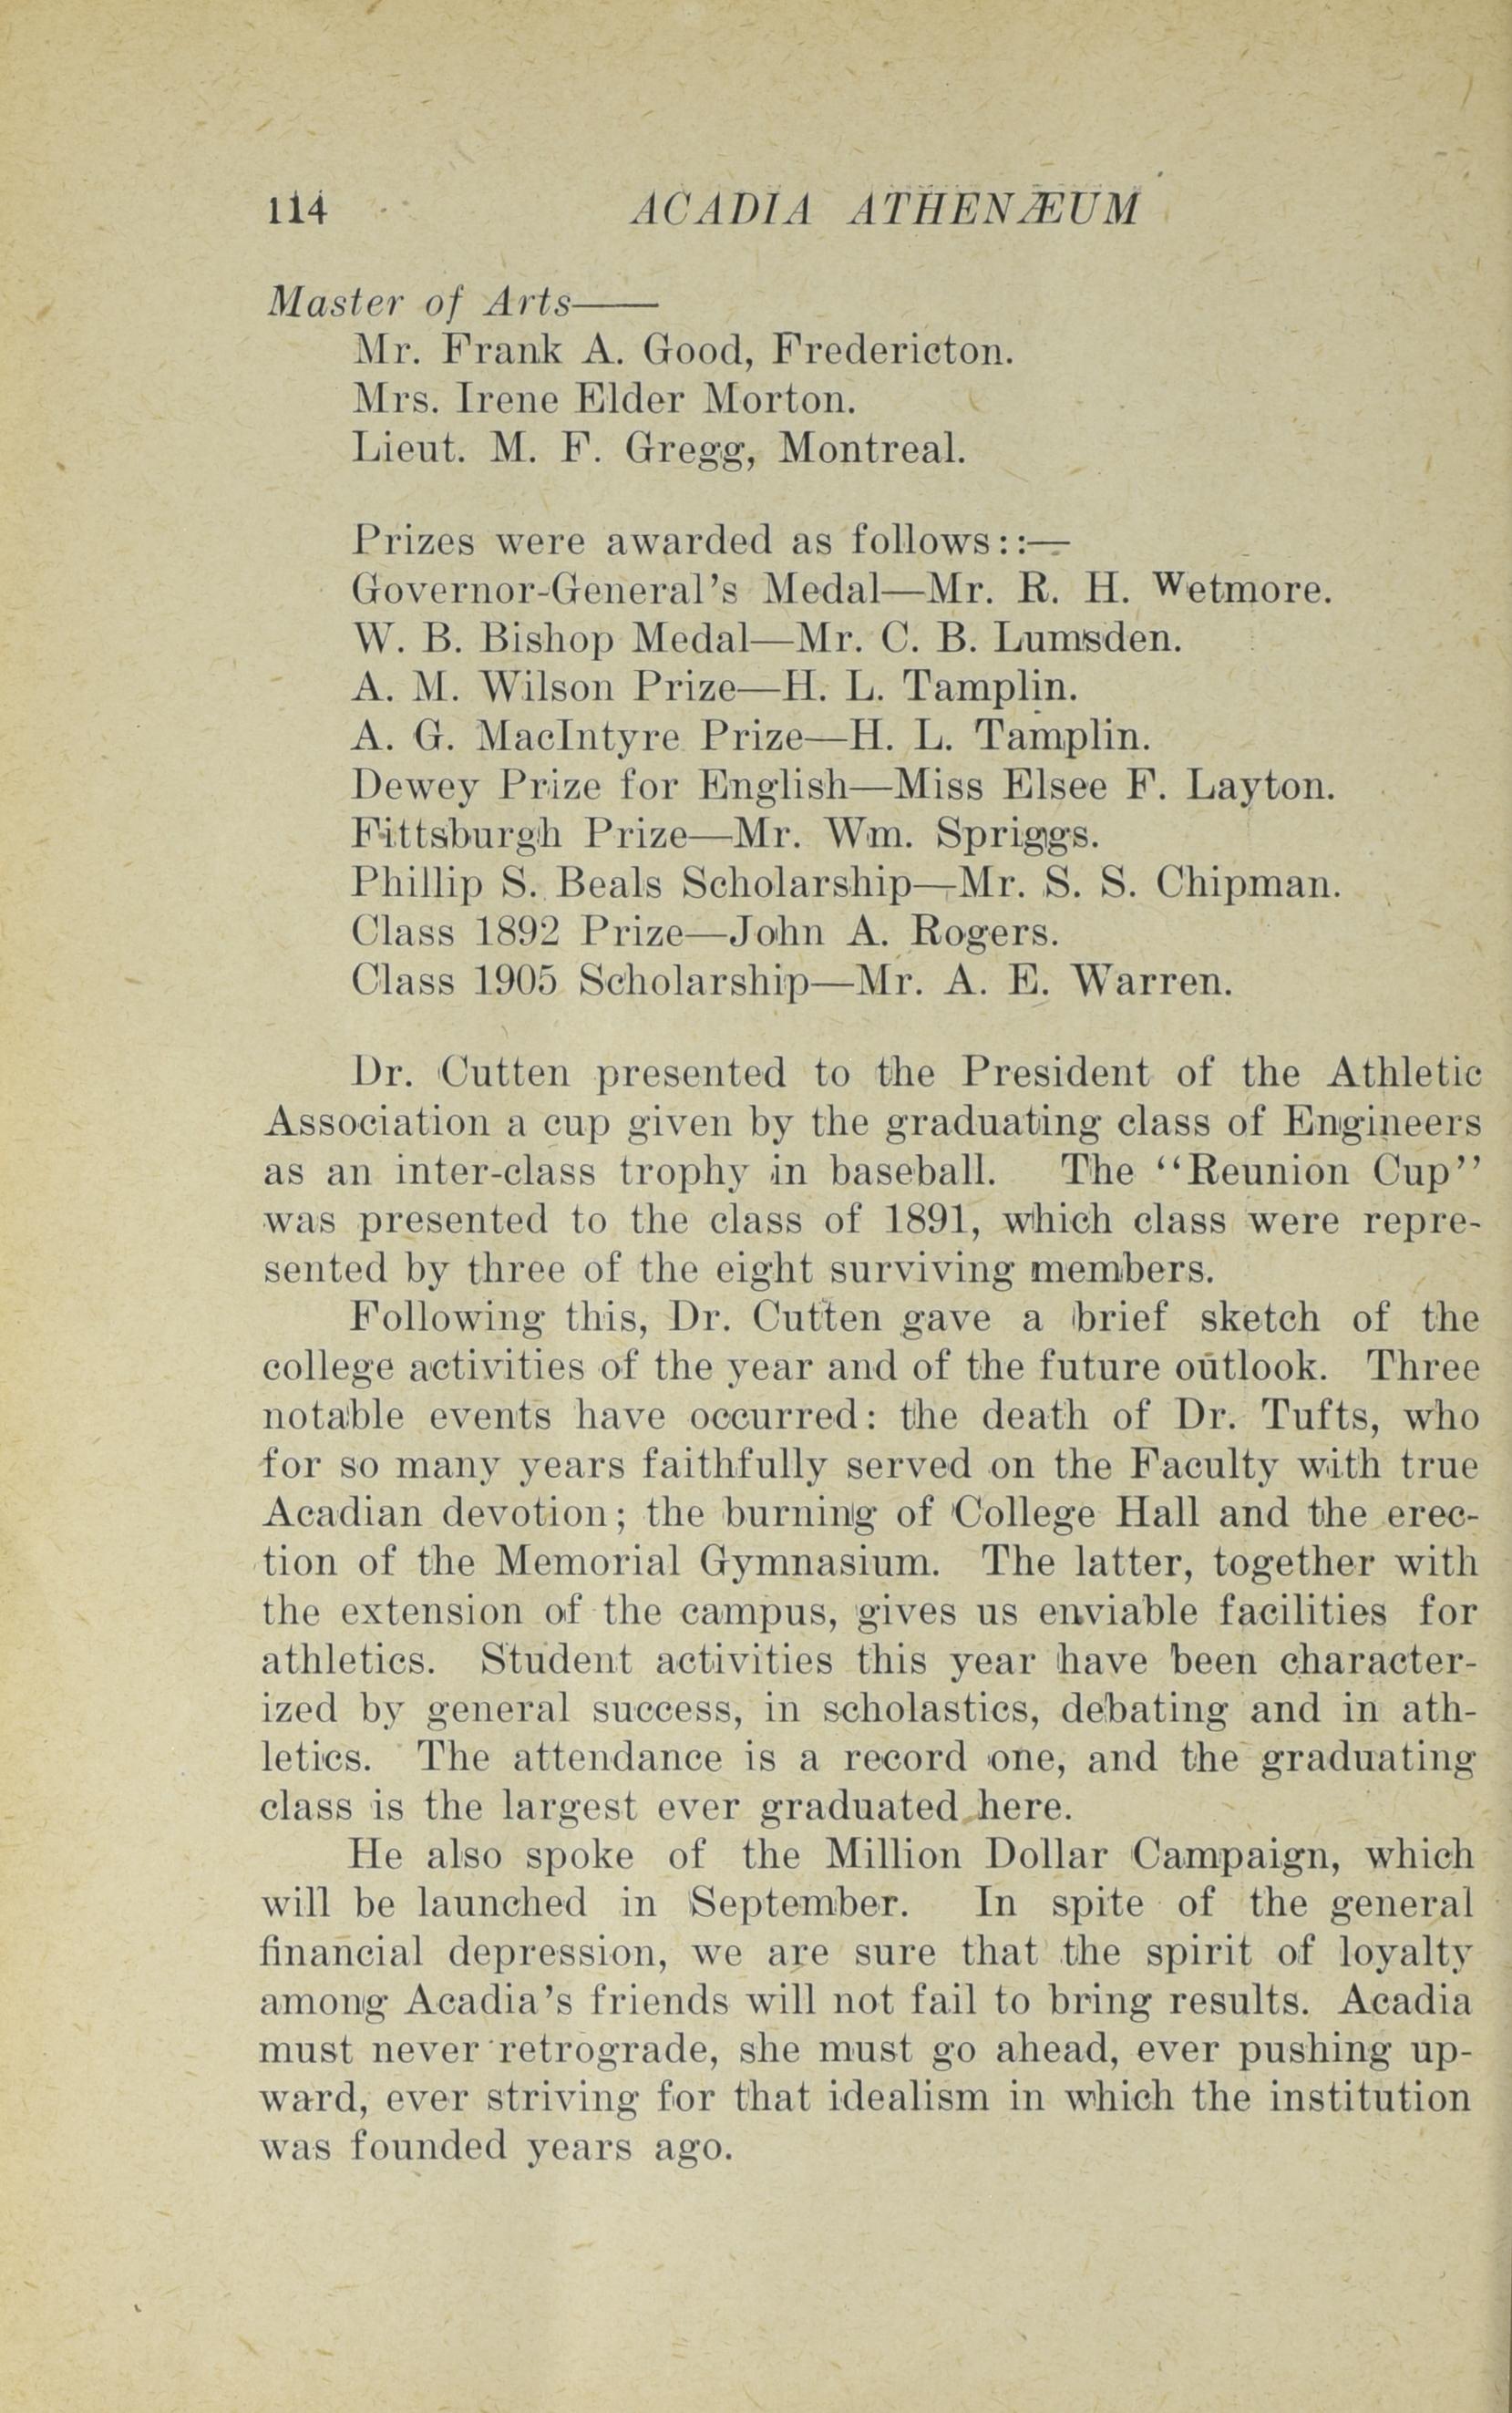 114 ACADIA ATHENÆUM
Master of Arts——
Mr. Frank A. Good, Fredericton.
Mrs. Irene Elder Morton.
Lieut. M. F. Gregg, Montreal.
Prizes were awarded as follows::—
Governor-General's Medal—Mr. R. H. Wetmore.
W. B. Bishop Medal—Mr. C. B. Lumsden.
A. M. Wilson Prize—H. L. Tamplin.
A. G. MacIntyre Prize—H. L. Tamplin.
Dewey Prize for English—Miss Elsee F. Layton.
Fittsburgh Prize—Mr. Wm. Spriggs.
Phillip S. Beals Scholarship—Mr. S. S. Chipman.
Class 1892 Prize—John A. Rogers.
Class 1905 Scholarship—Mr. A. E. Warren.
Dr. Cutten presented to the President of the Athletic
Association a cup given by the graduating class of Engineers
as an inter-class trophy in baseball. The "Reunion Cup"
was presented to the class of 1891, which class were repre-
sented by three of the eight surviving members.
Following this, Dr. Cutten gave a brief sketch of the
college activities of the year and of the future outlook. Three
notable events have occurred: the death of Dr. Tufts, who
for so many years faithfully served on the Faculty with true
Acadian devotion; the burning of College Hall and the erec-
tion of the Memorial Gymnasium. The latter, together with
the extension of the campus, gives us enviable facilities for
athletics. Student activities this year have been character-
ized by general success, in scholastics, debating and in ath-
letics. The attendance is a record one, and the graduating
class is the largest ever graduated here.
He also spoke of the Million Dollar Campaign, which
will be launched in September. In spite of the general
financial depression, we are sure that the spirit of loyalty
among Acadia's friends will not fail to bring results. Acadia
must never retrograde, she must go ahead, ever pushing up-
ward, ever striving for that idealism in which the institution
was founded years ago.